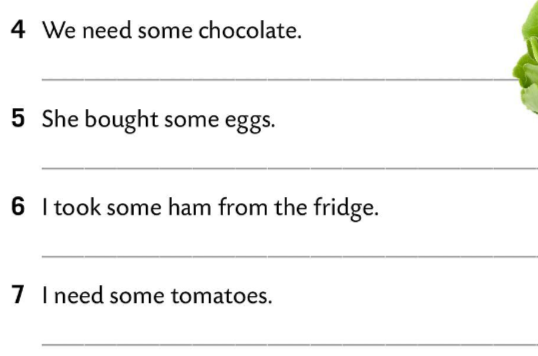 4 We need some chocolate.
5 She bought some eggs.
6 I took some ham from the fridge.
7 I need some tomatoes.